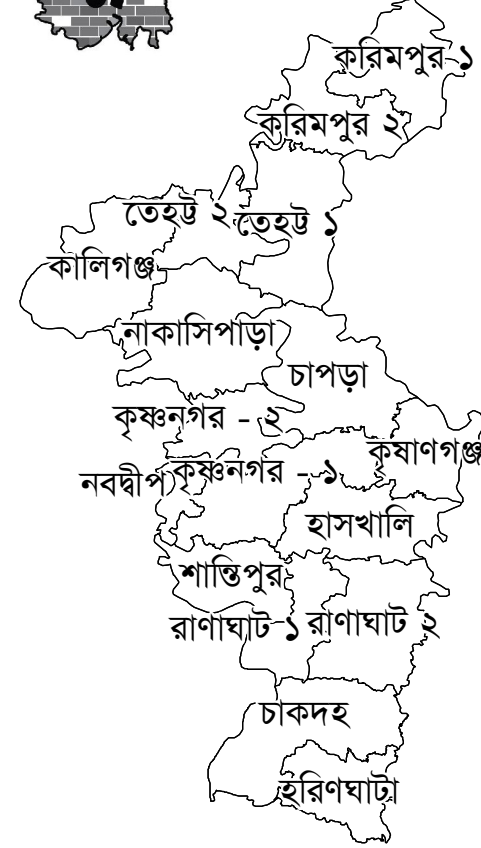 করিমপুর ১
করিমপুর ২
তেহট্ট ২
তেহট্ট ১
কালিগঞ্জ
নাকাসিপাড়া
চাপড়া
কৃষ্ণনগর - ২
কৃষাণগঞ্জ
নবদ্বীপ
কৃষ্ণনগর - ১
হাসখালি
শান্তিপুর
রাণাঘাট ১
রাণাঘাট ২
চাকদহ
হরিণঘাটা